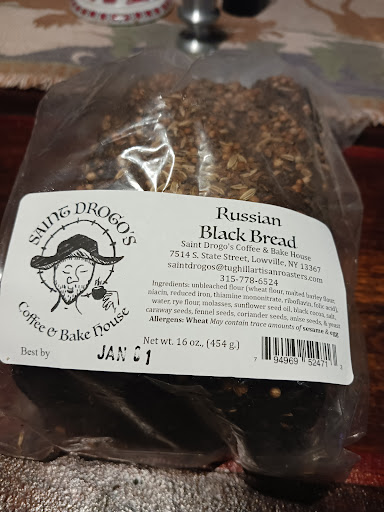 SAINT DROGO'S
Coffee & Bake House
Russian
Black Bread
Saint Drogo's Coffee & Bake House
7514 S. State Street, Lowville, NY 13367
saintdrogos@tughillartisanroasters.com
315-778-6524
Ingredients: unbleached flour (wheat flour, malted barley flour,
niacin, reduced iron, thiamine mononitrate, riboflavin, folic acid),
water, rye flour, molasses, sunflower seed oil, black cocoa, salt,
caraway seeds, fennel seeds, coriander seeds, anise seeds, & yeast
Allergens: Wheat May contain trace amounts of sesame & egg
Net wt. 16 oz., (454 g.)
Best by JAN 01
7 94969 52471